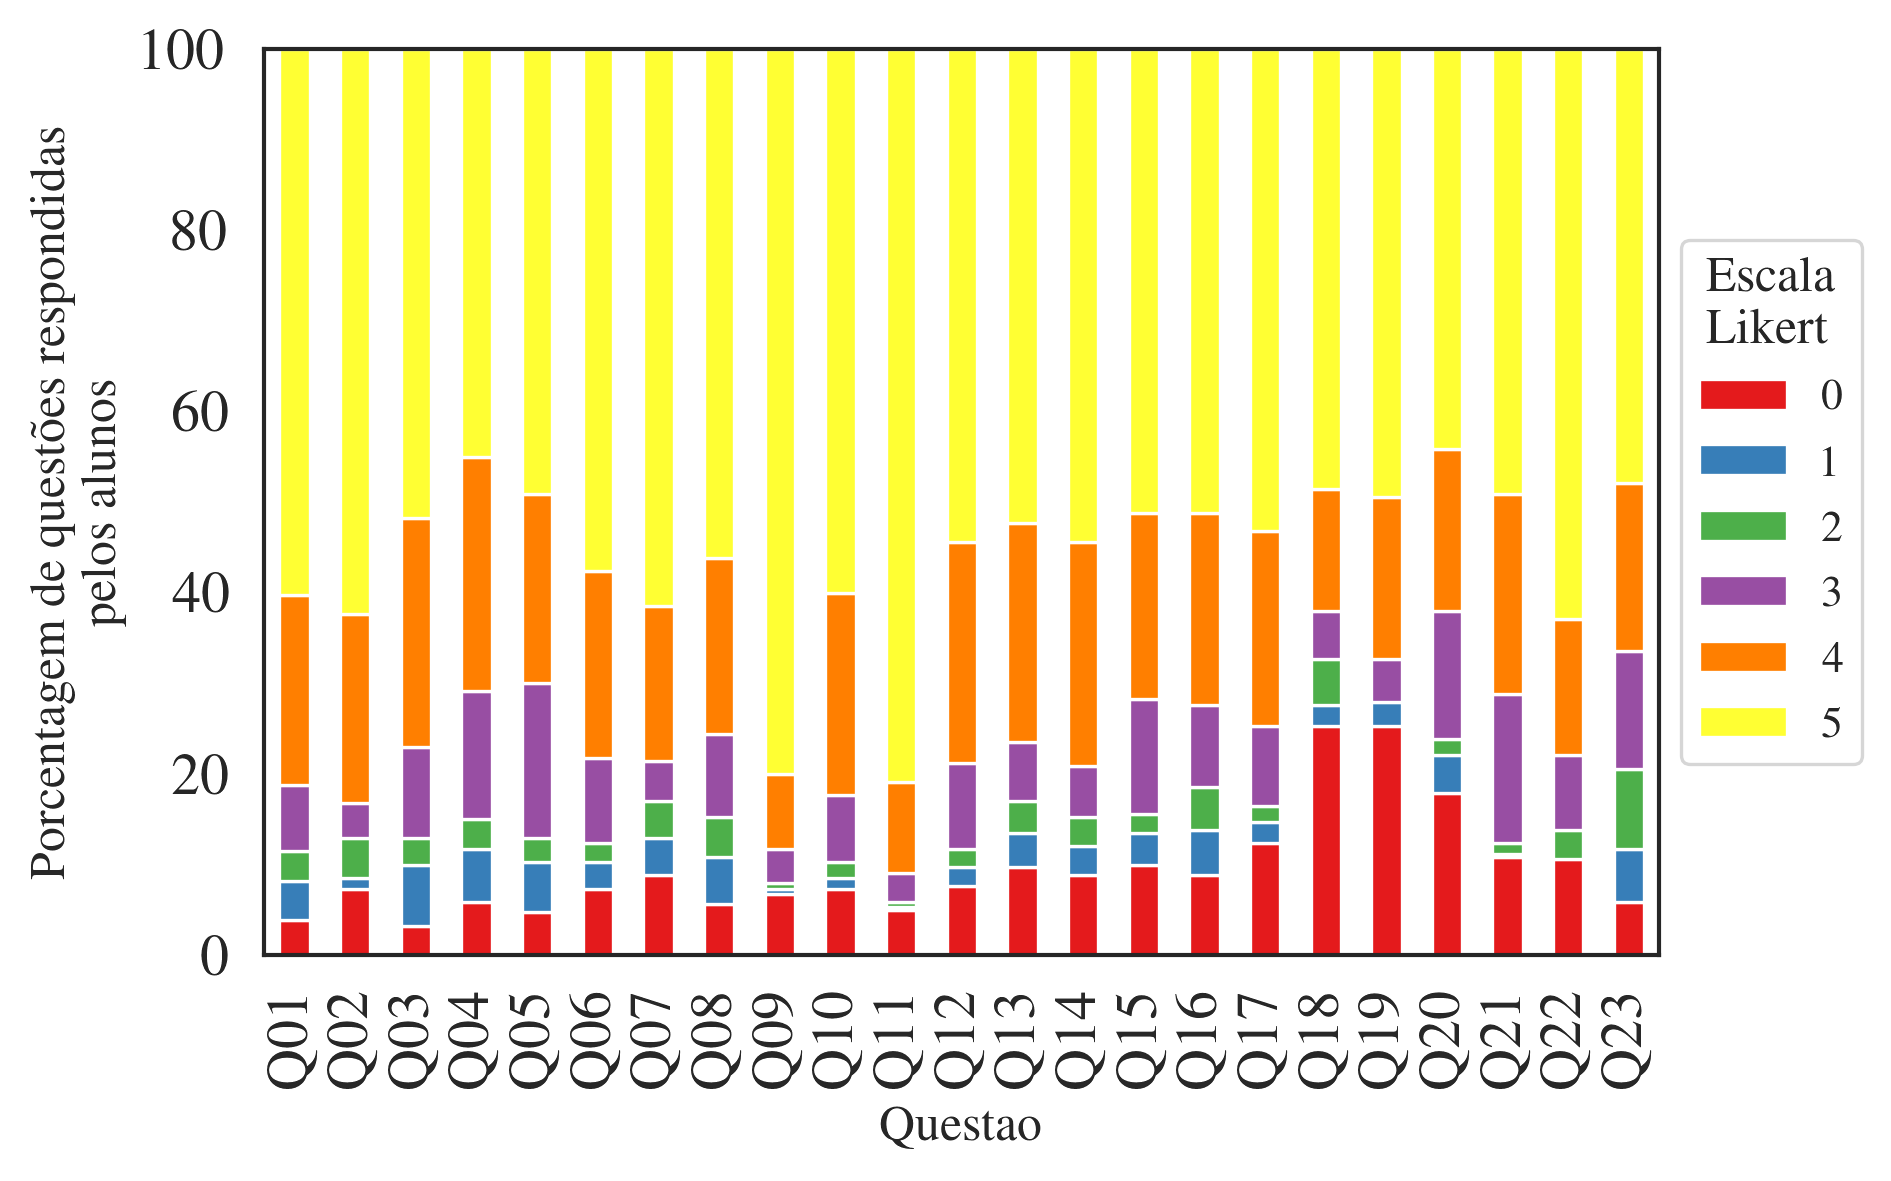 Porcentagem de questões respondidas
pelos alunos
100
80
60
40
20
0
Q01
Q02
Q03
Q04
Q05
Q06
Q07
Q08
Q09
Q10
Q11
Q12
Q13
Q14
Q15
Q16
Q17
Q18
Q19
Q20
Q21
Q22
Q23
Questao
Escala
Likert
0
1
2
3
4
5